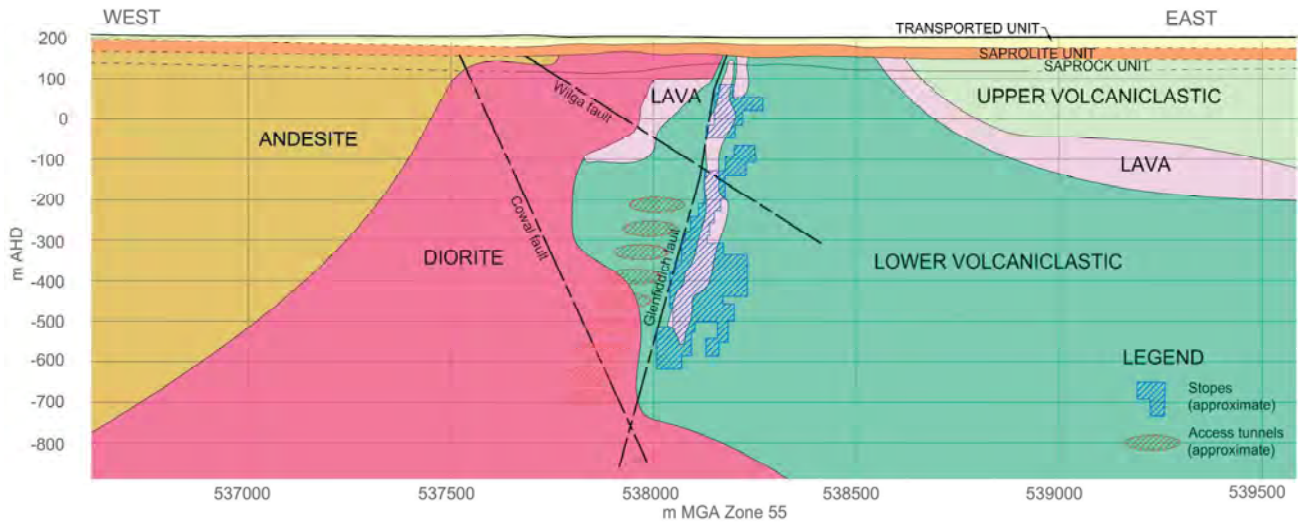 WEST
EAST
TRANSPORTED UNIT
200
SAPROLITE UNIT
SAPROCK UNIT
100
Wilga fault
LAVA
UPPER VOLCANICLASTIC
0
ANDESITE
-100
LAVA
-200
Cowal fault
m AHD
-300
DIORITE
Glenfiddich fault
LOWER VOLCANICLASTIC
-400
-500
LEGEND
-600
Stopes
(approximate)
-700
Access tunnels
(approximate)
-800
537000
537500
538000
538500
539000
539500
m MGA Zone 55